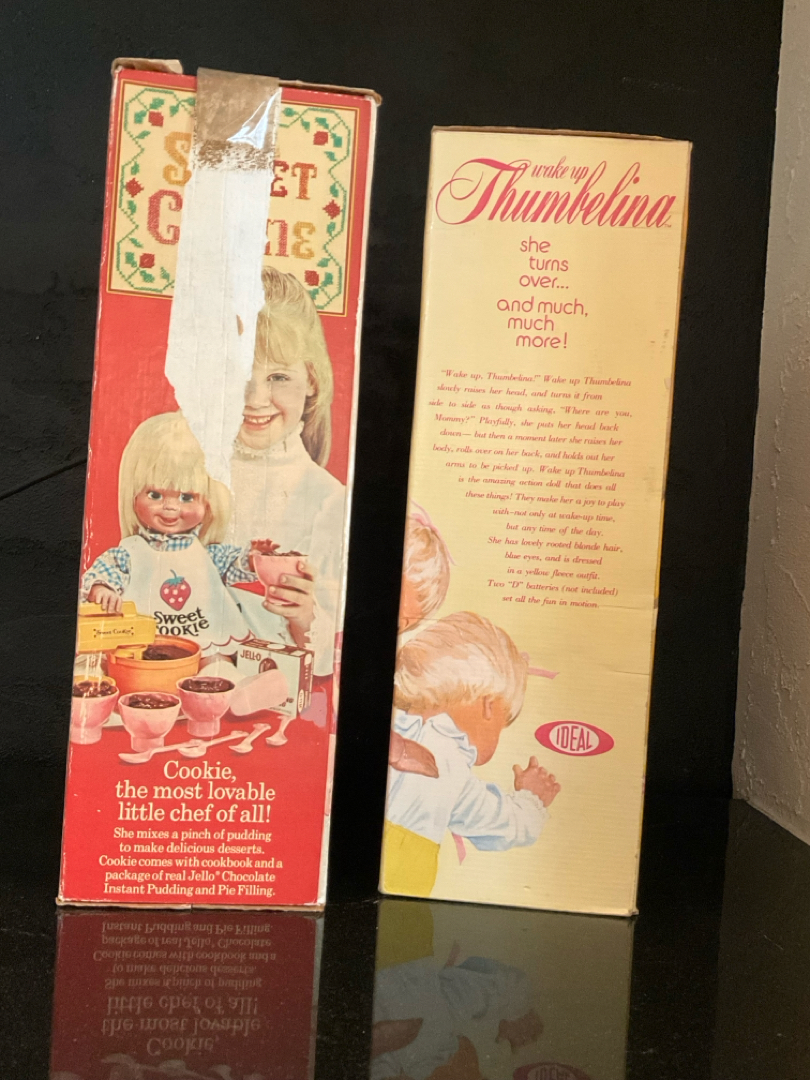 Sweet
Cookie
Sweet Cookie
JELL-O
Cookie,
the most lovable
little chef of all!
She mixes a pinch of pudding
to make delicious desserts.
Cookie comes with cookbook and a
package of real Jello® Chocolate
Instant Pudding and Pie Filling.
wake up
Thumbelina™
she
turns
over...
and much,
much
more!
"Wake up, Thumbelina!" Wake up Thumbelina
slowly raises her head, and turns it from
side to side as though asking, "Where are you,
Mommy?" Playfully, she puts her head back
down— but then a moment later she raises her
body, rolls over on her back, and holds out her
arms to be picked up. Wake up Thumbelina
is the amazing action doll that does all
these things! They make her a joy to play
with–not only at wake-up time,
but any time of the day.
She has lovely rooted blonde hair,
blue eyes, and is dressed
in a yellow fleece outfit.
Two "D" batteries (not included)
set all the fun in motion.
IDEAL